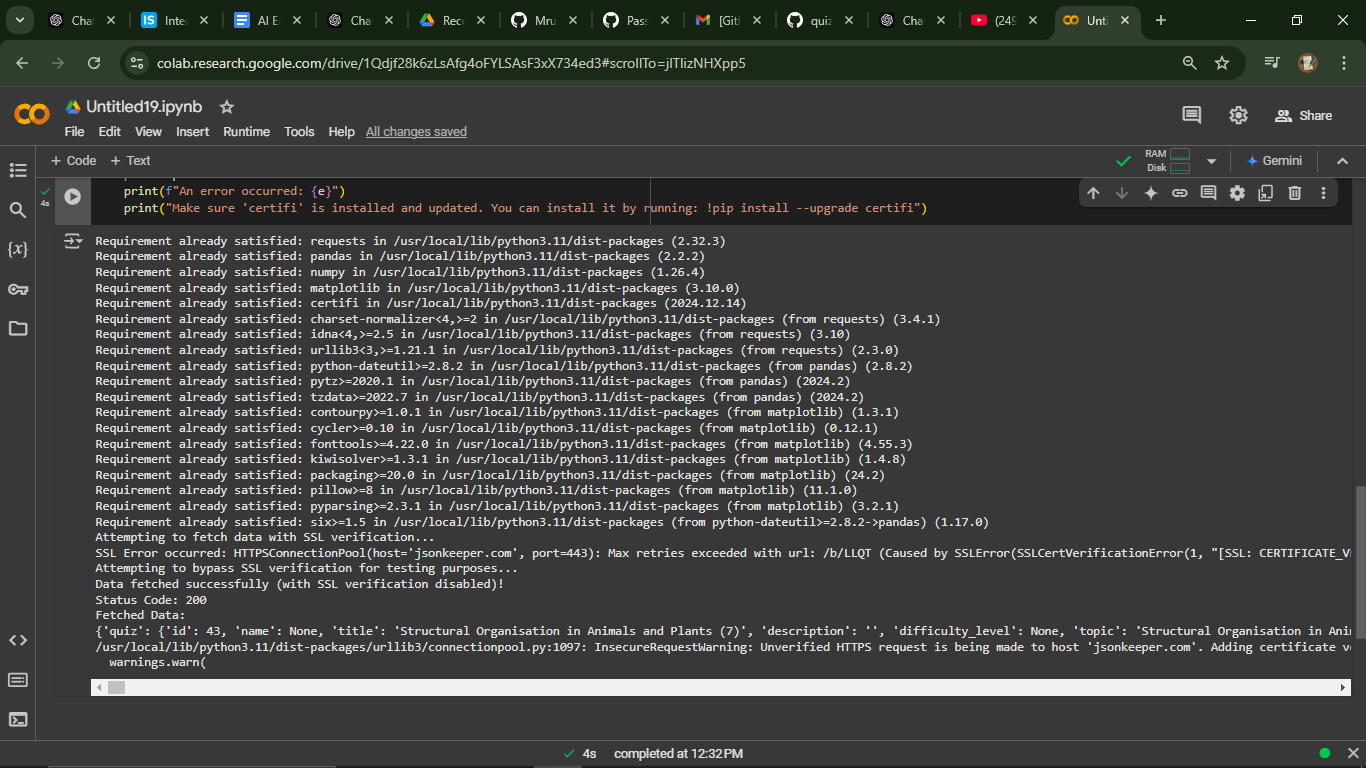 Chat
Inte
AI E
Chat
Rece
Mru
Pass
[Gitl
quiz
Cha
(249
Unti
colab.research.google.com/drive/1Qdjf28k6zLsAfg4oFYLSAsF3xX734ed3#scrollTo=jlTlizNHXpp5
Untitled19.ipynb
File Edit View Insert Runtime Tools Help All changes saved
Share
+ Code + Text
RAM
Disk
Gemini
4s
print(f"An error occurred: {e}")
print("Make sure 'certifi' is installed and updated. You can install it by running: !pip install --upgrade certifi")
Requirement already satisfied: requests in /usr/local/lib/python3.11/dist-packages (2.32.3)
Requirement already satisfied: pandas in /usr/local/lib/python3.11/dist-packages (2.2.2)
Requirement already satisfied: numpy in /usr/local/lib/python3.11/dist-packages (1.26.4)
Requirement already satisfied: matplotlib in /usr/local/lib/python3.11/dist-packages (3.10.0)
Requirement already satisfied: certifi in /usr/local/lib/python3.11/dist-packages (2024.12.14)
Requirement already satisfied: charset-normalizer<4,>=2 in /usr/local/lib/python3.11/dist-packages (from requests) (3.4.1)
Requirement already satisfied: idna<4,>=2.5 in /usr/local/lib/python3.11/dist-packages (from requests) (3.10)
Requirement already satisfied: urllib3<3,>=1.21.1 in /usr/local/lib/python3.11/dist-packages (from requests) (2.3.0)
Requirement already satisfied: python-dateutil>=2.8.2 in /usr/local/lib/python3.11/dist-packages (from pandas) (2.8.2)
Requirement already satisfied: pytz>=2020.1 in /usr/local/lib/python3.11/dist-packages (from pandas) (2024.2)
Requirement already satisfied: tzdata>=2022.7 in /usr/local/lib/python3.11/dist-packages (from pandas) (2024.2)
Requirement already satisfied: contourpy>=1.0.1 in /usr/local/lib/python3.11/dist-packages (from matplotlib) (1.3.1)
Requirement already satisfied: cycler>=0.10 in /usr/local/lib/python3.11/dist-packages (from matplotlib) (0.12.1)
Requirement already satisfied: fonttools>=4.22.0 in /usr/local/lib/python3.11/dist-packages (from matplotlib) (4.55.3)
Requirement already satisfied: kiwisolver>=1.3.1 in /usr/local/lib/python3.11/dist-packages (from matplotlib) (1.4.8)
Requirement already satisfied: packaging>=20.0 in /usr/local/lib/python3.11/dist-packages (from matplotlib) (24.2)
Requirement already satisfied: pillow>=8 in /usr/local/lib/python3.11/dist-packages (from matplotlib) (11.1.0)
Requirement already satisfied: pyparsing>=2.3.1 in /usr/local/lib/python3.11/dist-packages (from matplotlib) (3.2.1)
Requirement already satisfied: six>=1.5 in /usr/local/lib/python3.11/dist-packages (from python-dateutil>=2.8.2->pandas) (1.17.0)
Attempting to fetch data with SSL verification...
SSL Error occurred: HTTPSConnectionPool(host='jsonkeeper.com', port=443): Max retries exceeded with url: /b/LLQT (Caused by SSLError(SSLCertVerificationError(1, "[SSL: CERTIFICATE_VE
Attempting to bypass SSL verification for testing purposes...
Data fetched successfully (with SSL verification disabled)!
Status Code: 200
Fetched Data:
{'quiz': {'id': 43, 'name': None, 'title': 'Structural Organisation in Animals and Plants (7)', 'description': '', 'difficulty_level': None, 'topic': 'Structural Organisation in Ani
/usr/local/lib/python3.11/dist-packages/urllib3/connectionpool.py:1097: InsecureRequestWarning: Unverified HTTPS request is being made to host 'jsonkeeper.com'. Adding certificate v
warnings.warn(
4s completed at 12:32 PM